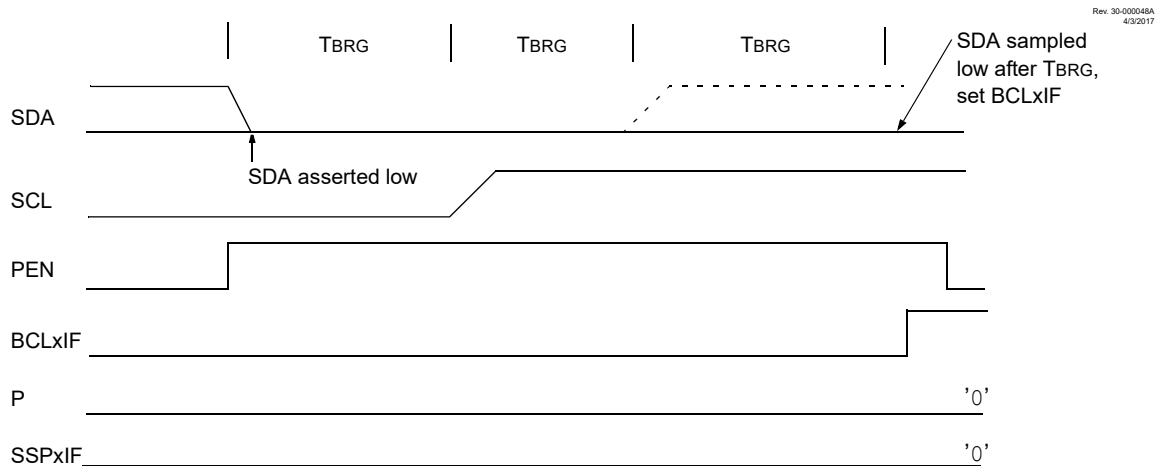 Rev. 30-000048A
4/3/2017
TBRG
TBRG
TBRG
SDA sampled
low after TBRG,
set BCLxIF
SDA
SDA asserted low
SCL
PEN
BCLxIF
P
'0'
SSPxIF
'0'